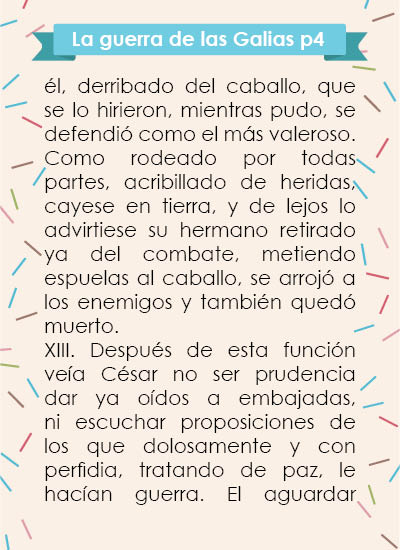 La guerra de las Galias p4
él, derribado del caballo, que
se lo hirieron, mientras pudo, se
defendió como el más valeroso.
Como rodeado por todas
partes, acribillado de heridas,
cayese en tierra, y de lejos lo
advirtiese su hermano retirado
ya del combate, metiendo
espuelas al caballo, se arrojó a
los enemigos y también quedó
muerto.
XIII. Después de esta función
veía César no ser prudencia
dar ya oídos a embajadas,
ni escuchar proposiciones de
los que dolosamente y con
perfidia, tratando de paz, le
hacían guerra. El aguardar